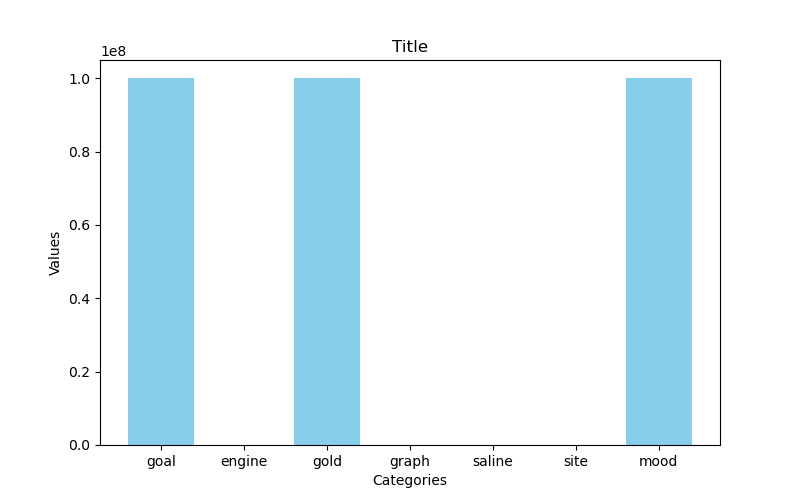 Title
1e8
1.0
0.8
0.6
0.4
0.2
0.0
Values
goal engine gold graph saline site mood
Categories